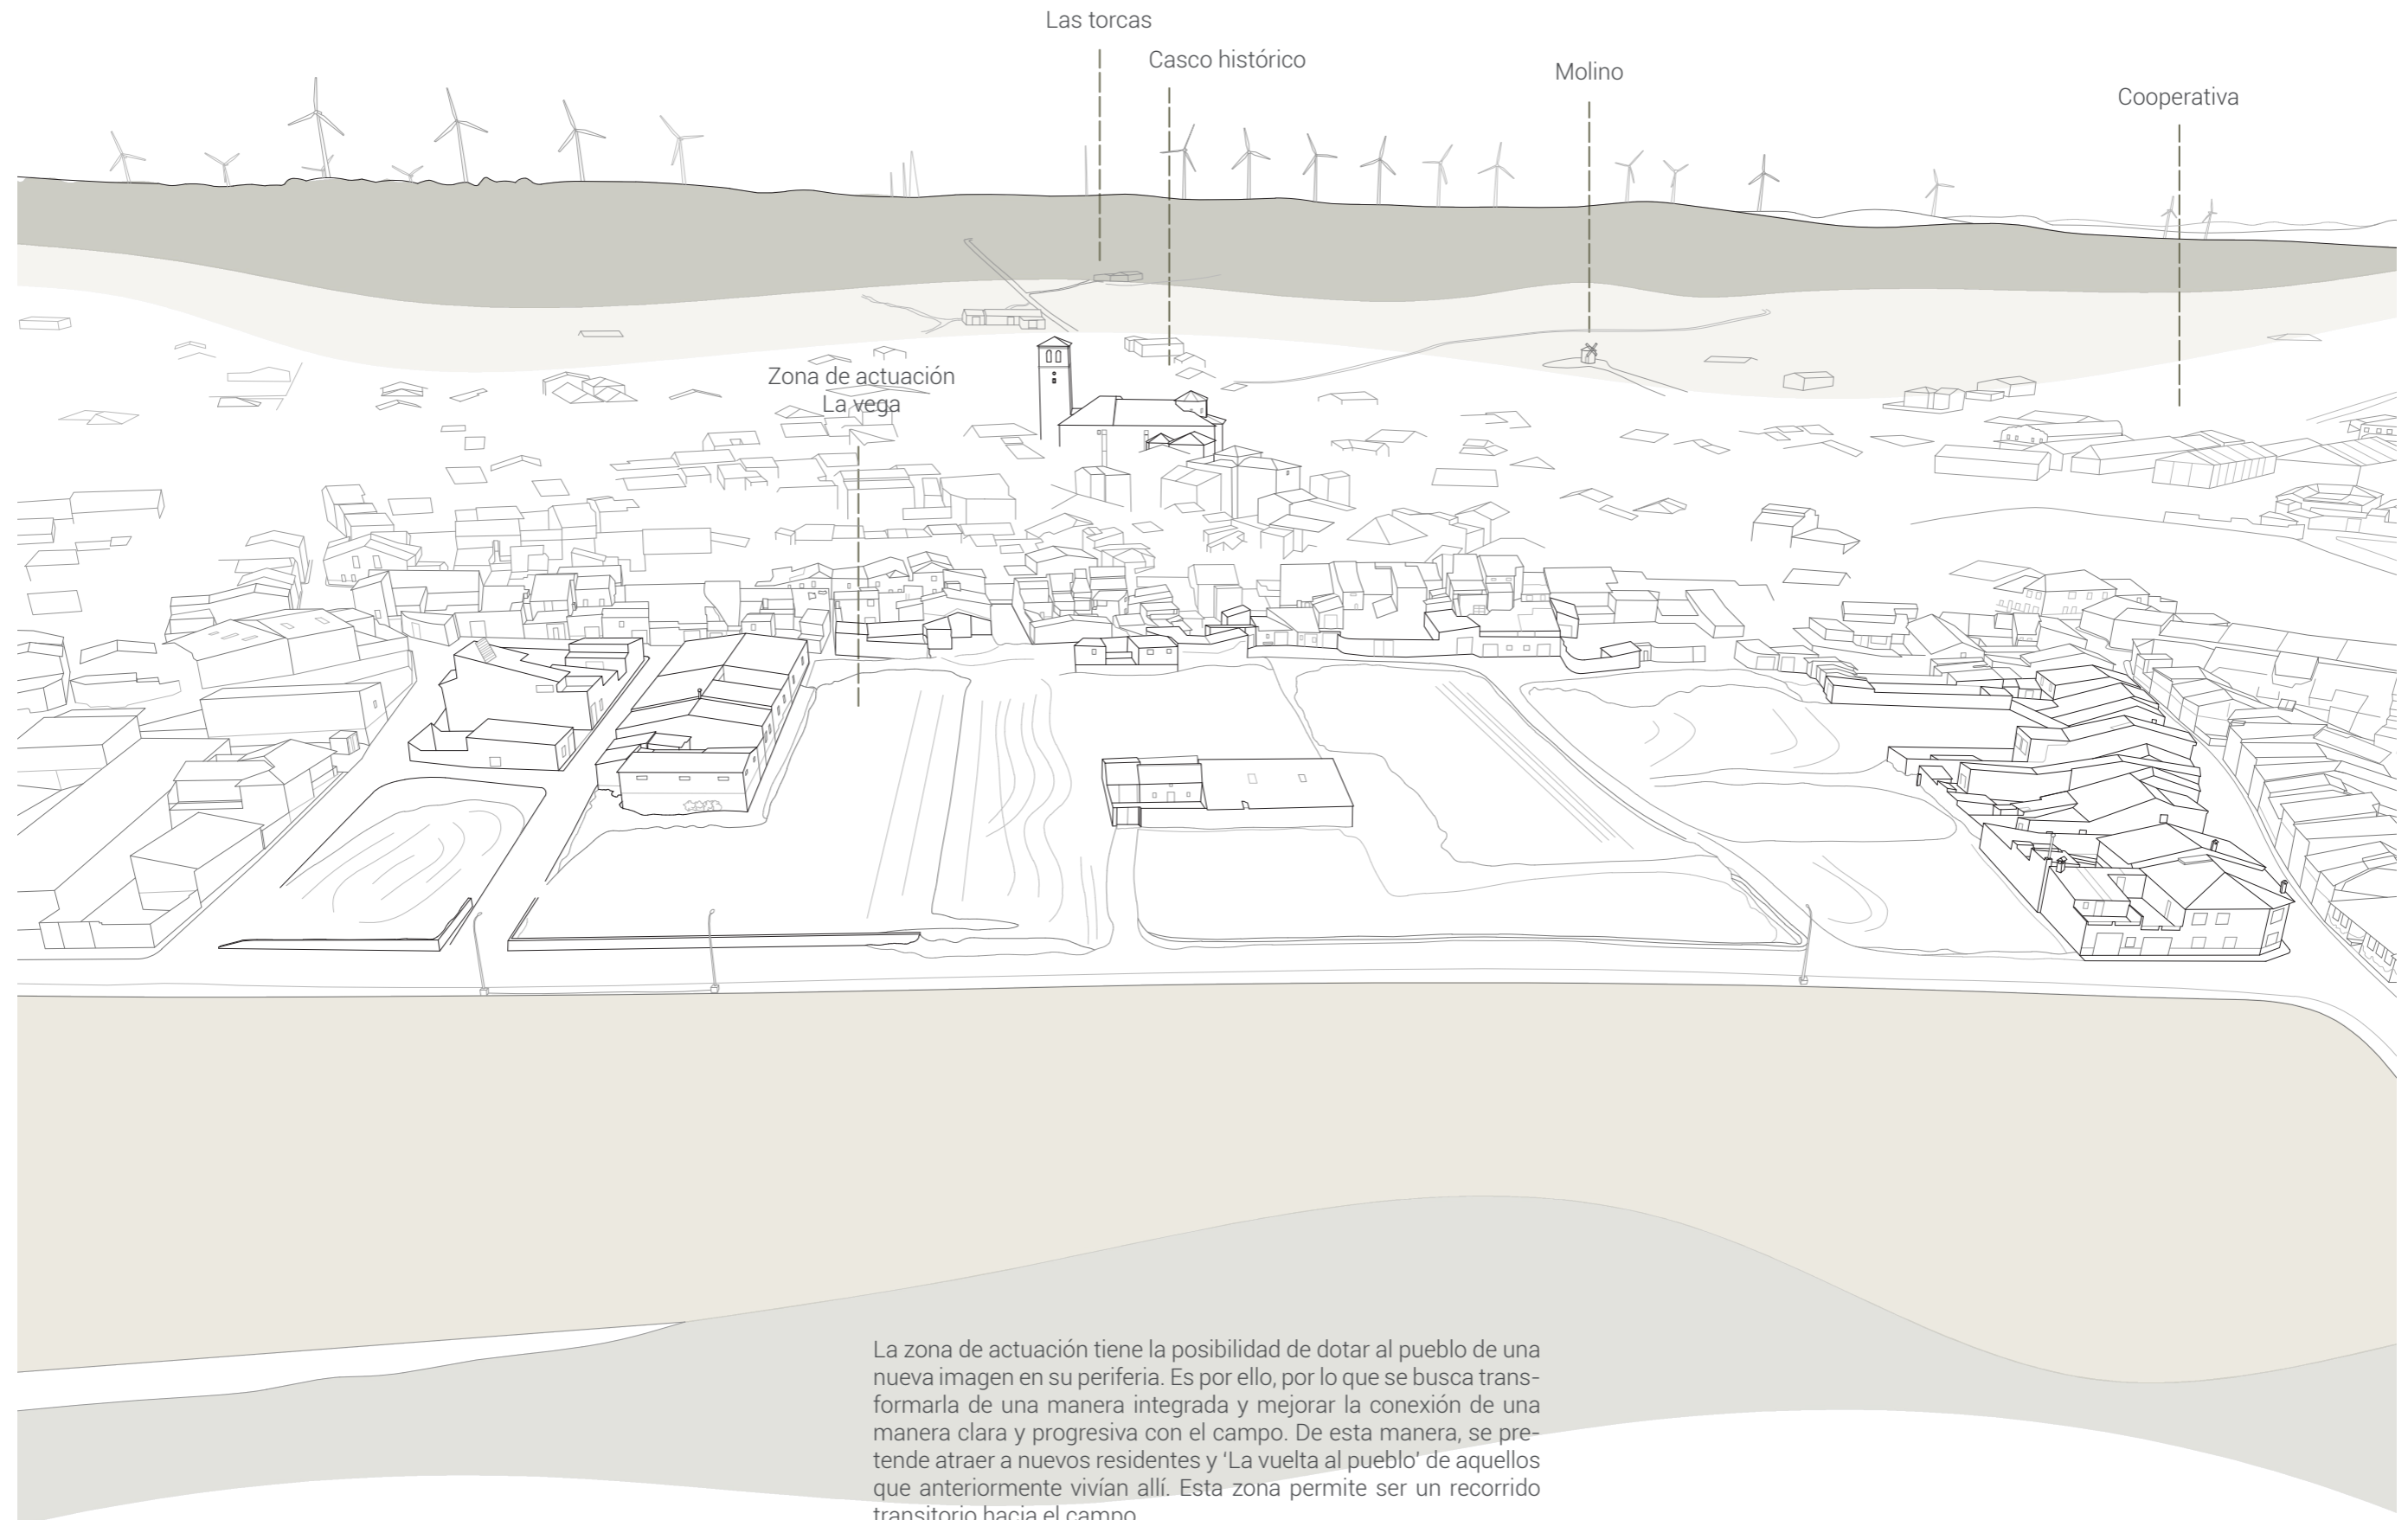 Las torcas
Casco histórico
Molino
Cooperativa
Zona de actuación
La vega
La zona de actuación tiene la posibilidad de dotar al pueblo de una
nueva imagen en su periferia. Es por ello, por lo que se busca trans-
formarla de una manera integrada y mejorar la conexión de una
manera clara y progresiva con el campo. De esta manera, se pre-
tende atraer a nuevos residentes y ‘La vuelta al pueblo’ de aquellos
que anteriormente vivían allí. Esta zona permite ser un recorrido
transitorio hacia el campo